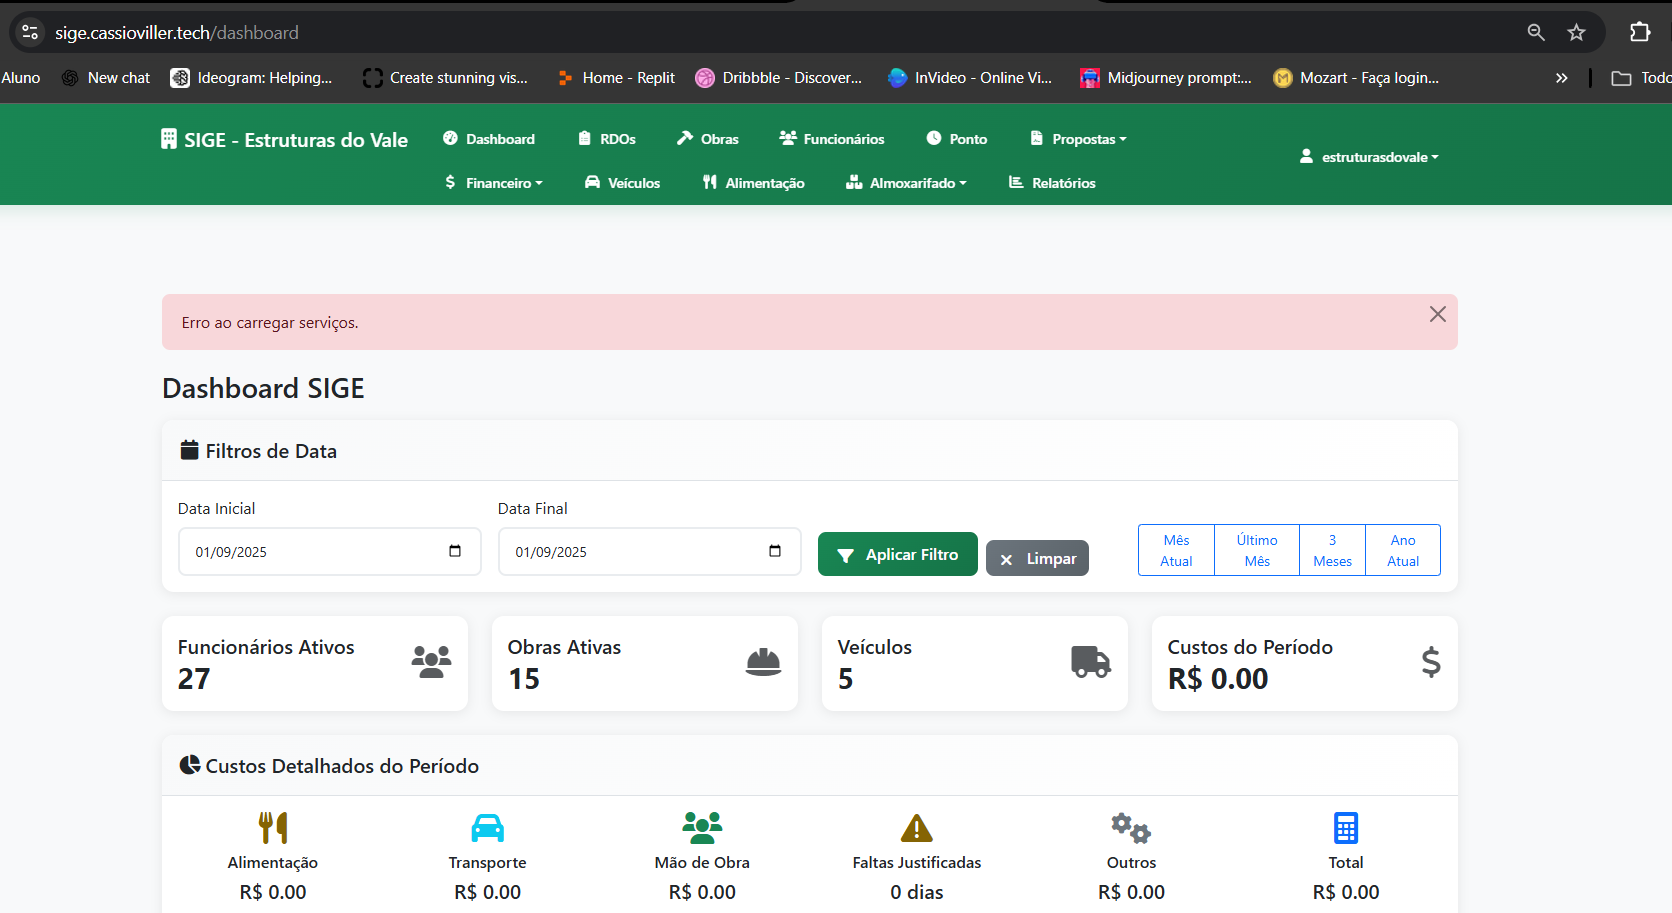 sige.cassioviller.tech/dashboard
Aluno New chat Ideogram: Helping... Create stunning vis... Home - Replit Dribbble - Discover... InVideo - Online Vi... Midjourney prompt:... Mozart - Faça login... » Todo
SIGE - Estruturas do Vale Dashboard RDOs Obras Funcionários Ponto Propostas
estruturasdovale
Financeiro Veículos Alimentação Almoxarifado Relatórios
Erro ao carregar serviços.
Dashboard SIGE
Filtros de Data
Data Inicial Data Final
01/09/2025 01/09/2025 Aplicar Filtro Limpar
Mês Atual
Último Mês
3 Meses
Ano Atual
Funcionários Ativos
27
Obras Ativas
15
Veículos
5
Custos do Período
R$ 0.00
Custos Detalhados do Período
Alimentação
R$ 0.00
Transporte
R$ 0.00
Mão de Obra
R$ 0.00
Faltas Justificadas
0 dias
Outros
R$ 0.00
Total
R$ 0.00